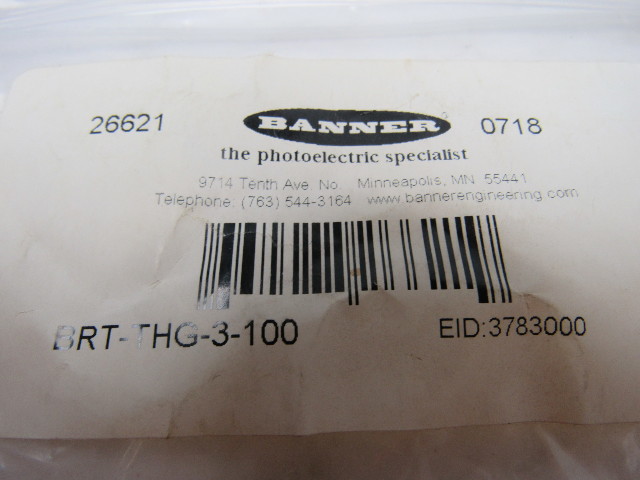 26621 BANNER 0718
the photoelectric specialist
9714 Tenth Ave. No. Minneapolis, MN 55441
Telephone: (763) 544-3164 www.bannerengineering.com
BRT-THG-3-100 EID:3783000